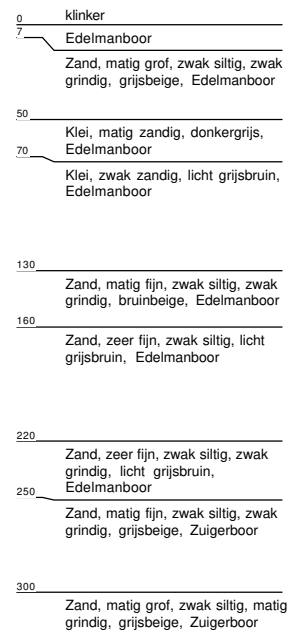 klinker
0
7
Edelmanboor
Zand, matig grof, zwak siltig, zwak
grindig, grijsbeige, Edelmanboor
50
Klei, matig zandig, donkergrijs,
Edelmanboor
70
Klei, zwak zandig, licht grijsbruin,
Edelmanboor
130
Zand, matig fijn, zwak siltig, zwak
grindig, bruinbeige, Edelmanboor
160
Zand, zeer fijn, zwak siltig, licht
grijsbruin, Edelmanboor
220
Zand, zeer fijn, zwak siltig, zwak
grindig, licht grijsbruin,
Edelmanboor
250
Zand, matig fijn, zwak siltig, zwak
grindig, grijsbeige, Zuigerboor
300
Zand, matig grof, zwak siltig, matig
grindig, grijsbeige, Zuigerboor